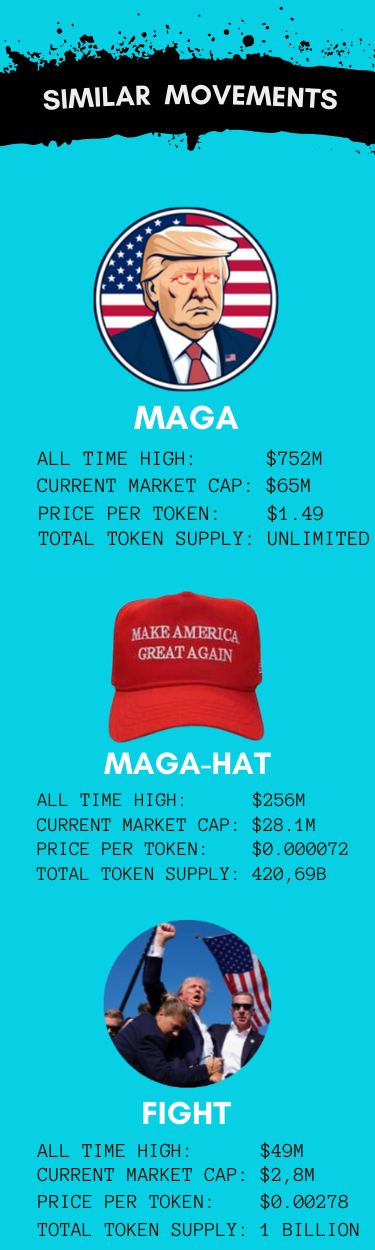 SIMILAR MOVEMENTS
MAGA
ALL TIME HIGH: $752M
CURRENT MARKET CAP: $65M
PRICE PER TOKEN: $1.49
TOTAL TOKEN SUPPLY: UNLIMITED
MAKE AMERICA
GREAT AGAIN
MAGA-HAT
ALL TIME HIGH: $256M
CURRENT MARKET CAP: $28.1M
PRICE PER TOKEN: $0.000072
TOTAL TOKEN SUPPLY: 420,69B
FIGHT
ALL TIME HIGH: $49M
CURRENT MARKET CAP: $2,8M
PRICE PER TOKEN: $0.00278
TOTAL TOKEN SUPPLY: 1 BILLION